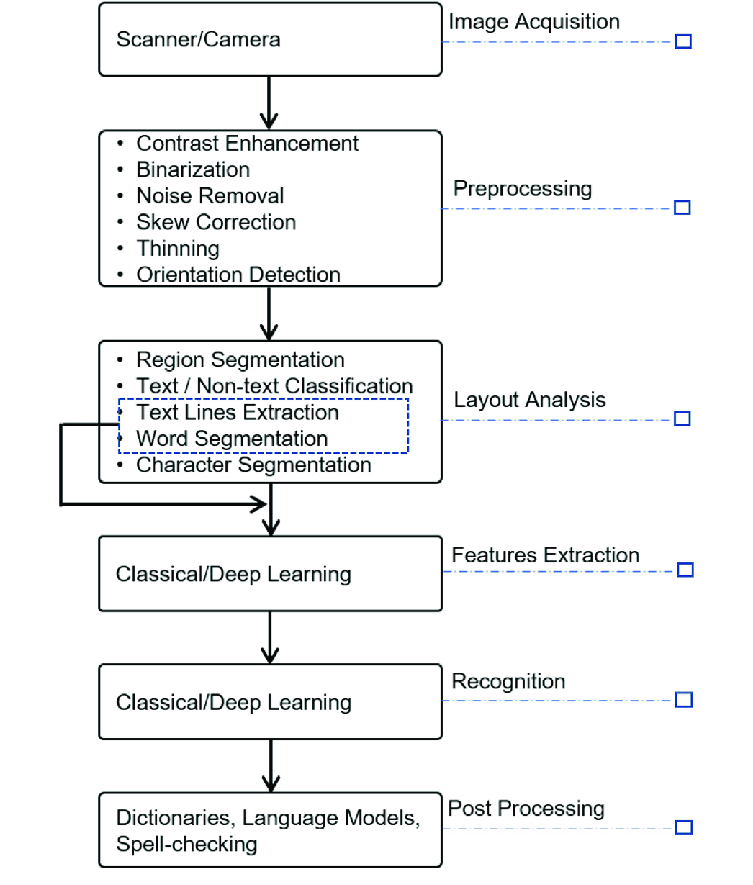 Scanner/Camera
Image Acquisition
• Contrast Enhancement
• Binarization
• Noise Removal
• Skew Correction
• Thinning
• Orientation Detection
Preprocessing
• Region Segmentation
• Text / Non-text Classification
• Text Lines Extraction
• Word Segmentation
• Character Segmentation
Layout Analysis
Classical/Deep Learning
Features Extraction
Classical/Deep Learning
Recognition
Dictionaries, Language Models,
Spell-checking
Post Processing